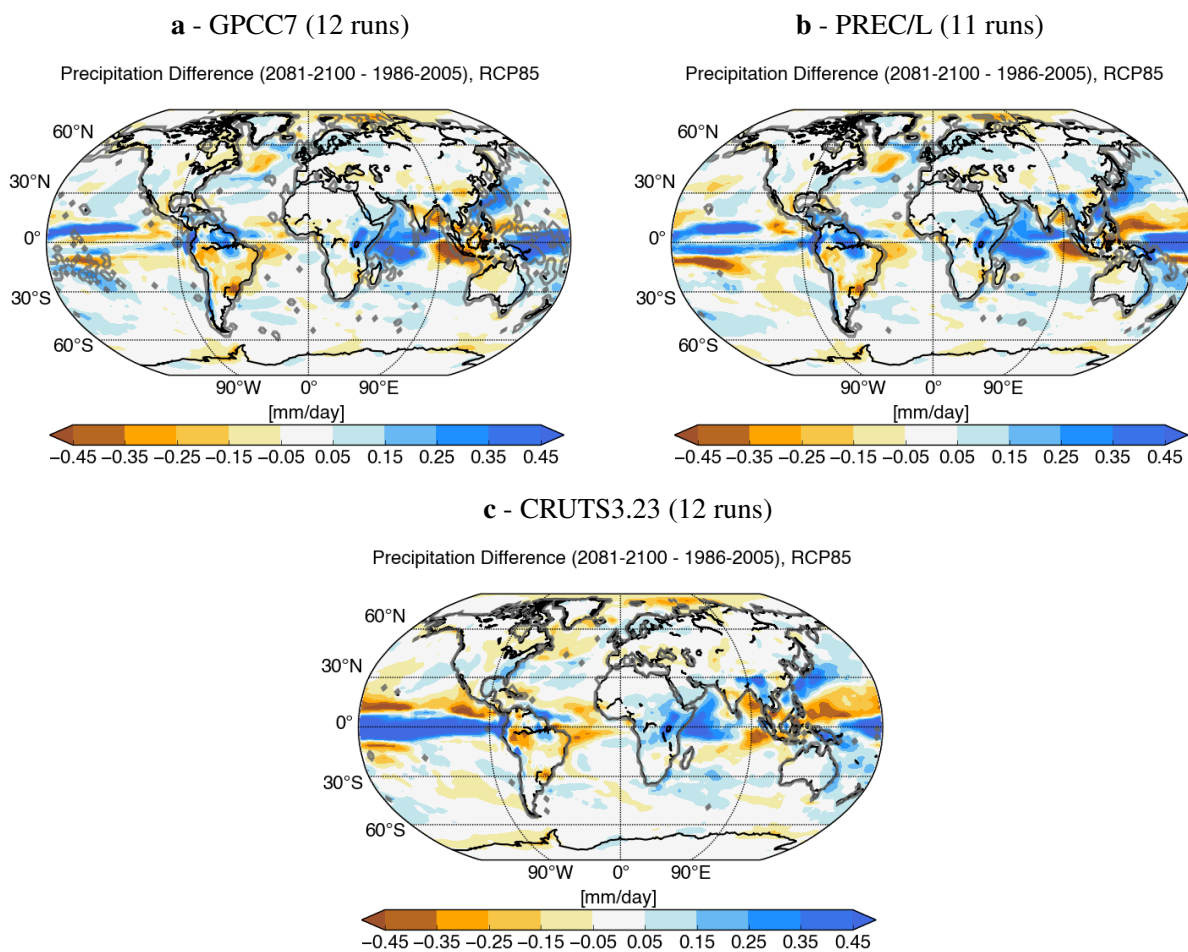 a - GPCC7 (12 runs)
Precipitation Difference (2081-2100 - 1986-2005), RCP85
60°N
30°N
0°
30°S
60°S
90°W 0° 90°E
[mm/day]
−0.45 −0.35 −0.25 −0.15 −0.05 0.05 0.15 0.25 0.35 0.45
b - PREC/L (11 runs)
Precipitation Difference (2081-2100 - 1986-2005), RCP85
60°N
30°N
0°
30°S
60°S
90°W 0° 90°E
[mm/day]
−0.45 −0.35 −0.25 −0.15 −0.05 0.05 0.15 0.25 0.35 0.45
c - CRUTS3.23 (12 runs)
Precipitation Difference (2081-2100 - 1986-2005), RCP85
60°N
30°N
0°
30°S
60°S
90°W 0° 90°E
[mm/day]
−0.45 −0.35 −0.25 −0.15 −0.05 0.05 0.15 0.25 0.35 0.45